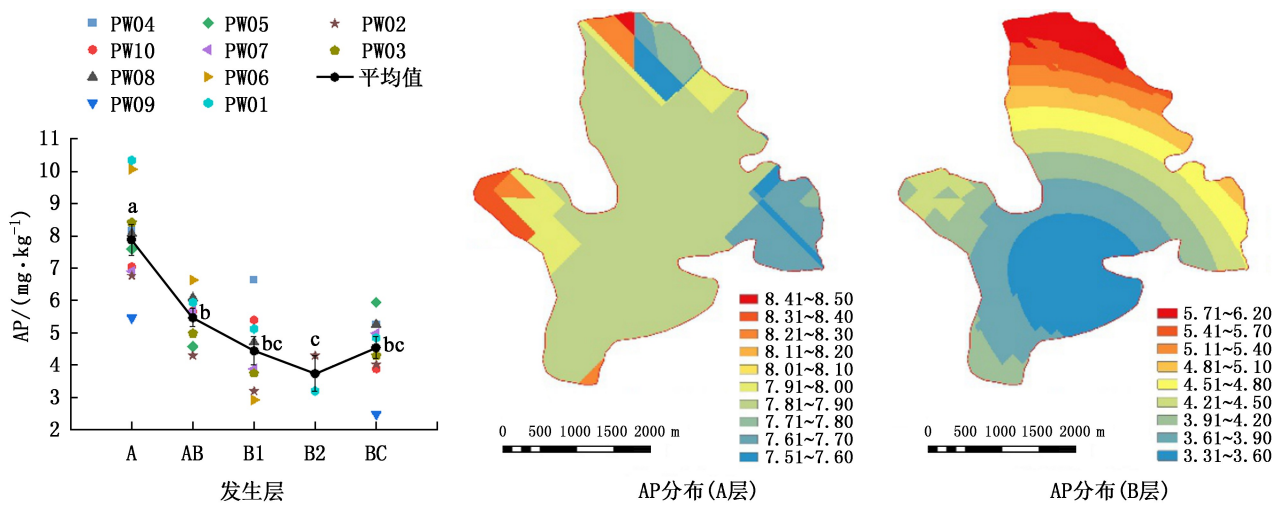 PW04 PW05 PW02
PW10 PW07 PW03
PW08 PW06 平均值
PW09 PW01
AP/(mg·kg⁻¹)
11
10
9
8
7
6
5
4
3
2
a
b
bc
c
bc
A AB B1 B2 BC
发生层
8.41~8.50
8.31~8.40
8.21~8.30
8.11~8.20
8.01~8.10
7.91~8.00
7.81~7.90
7.71~7.80
7.61~7.70
7.51~7.60
0 500 1000 1500 2000 m
AP分布(A层)
5.71~6.20
5.41~5.70
5.11~5.40
4.81~5.10
4.51~4.80
4.21~4.50
3.91~4.20
3.61~3.90
3.31~3.60
0 500 1000 1500 2000 m
AP分布(B层)